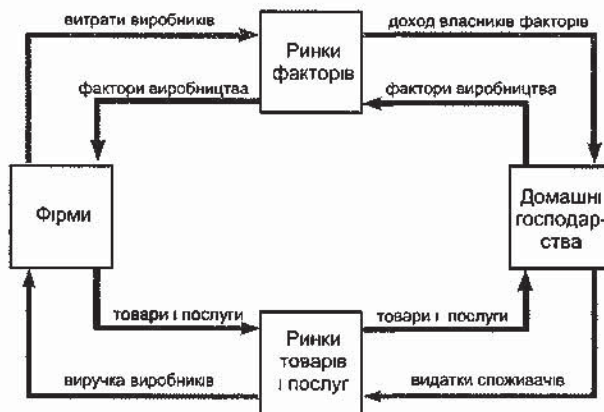 витрати виробників
Ринки
факторів
доход власників факторів
фактори виробництва
фактори виробництва
Фірми
Домашні
господар-
ства
товари і послуги
Ринки
товарів
і послуг
товари і послуги
виручка виробників
видатки споживачів